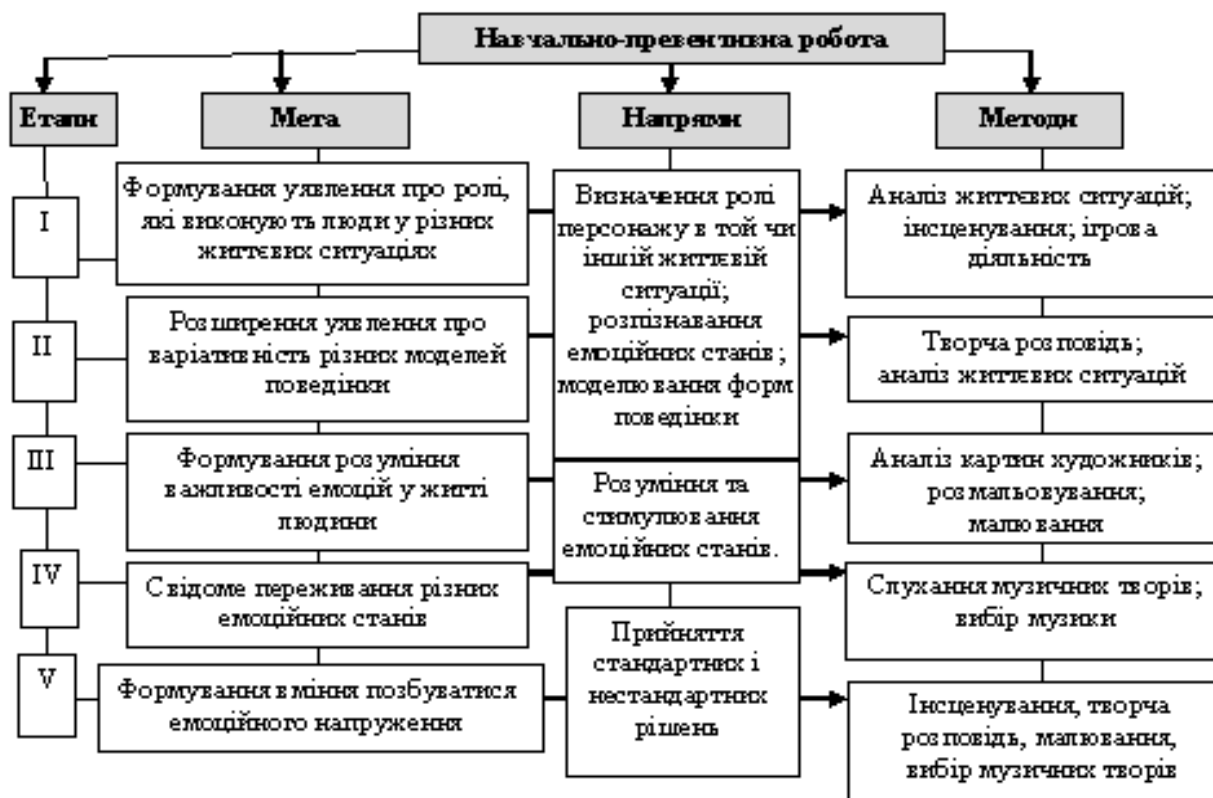 Навчально-превентивна робота
Етапи
Мета
Напрями
Методи
I
Формування уявлення про ролі,
які виконують люди у різних
життєвих ситуаціях
Визначення ролі
персонажу в той чи
іншій життєвій
ситуації;
розпізнавання
емоційних станів;
моделювання форм
поведінки
Аналіз життєвих ситуацій;
інсценування; ігрова
діяльність
II
Розширення уявлення про
варіативність різних моделей
поведінки
Творча розповідь;
аналіз життєвих ситуацій
III
Формування розуміння
важливості емоцій у житті
людини
Розуміння та
стимулювання
емоційних станів.
Аналіз картин художників;
розмальовування;
малювання
IV
Свідоме переживання різних
емоційних станів
Слухання музичних творів;
вибір музики
V
Формування вміння позбуватися
емоційного напруження
Прийняття
стандартних і
нестандартних
рішень
Інсценування, творча
розповідь, малювання,
вибір музичних творів